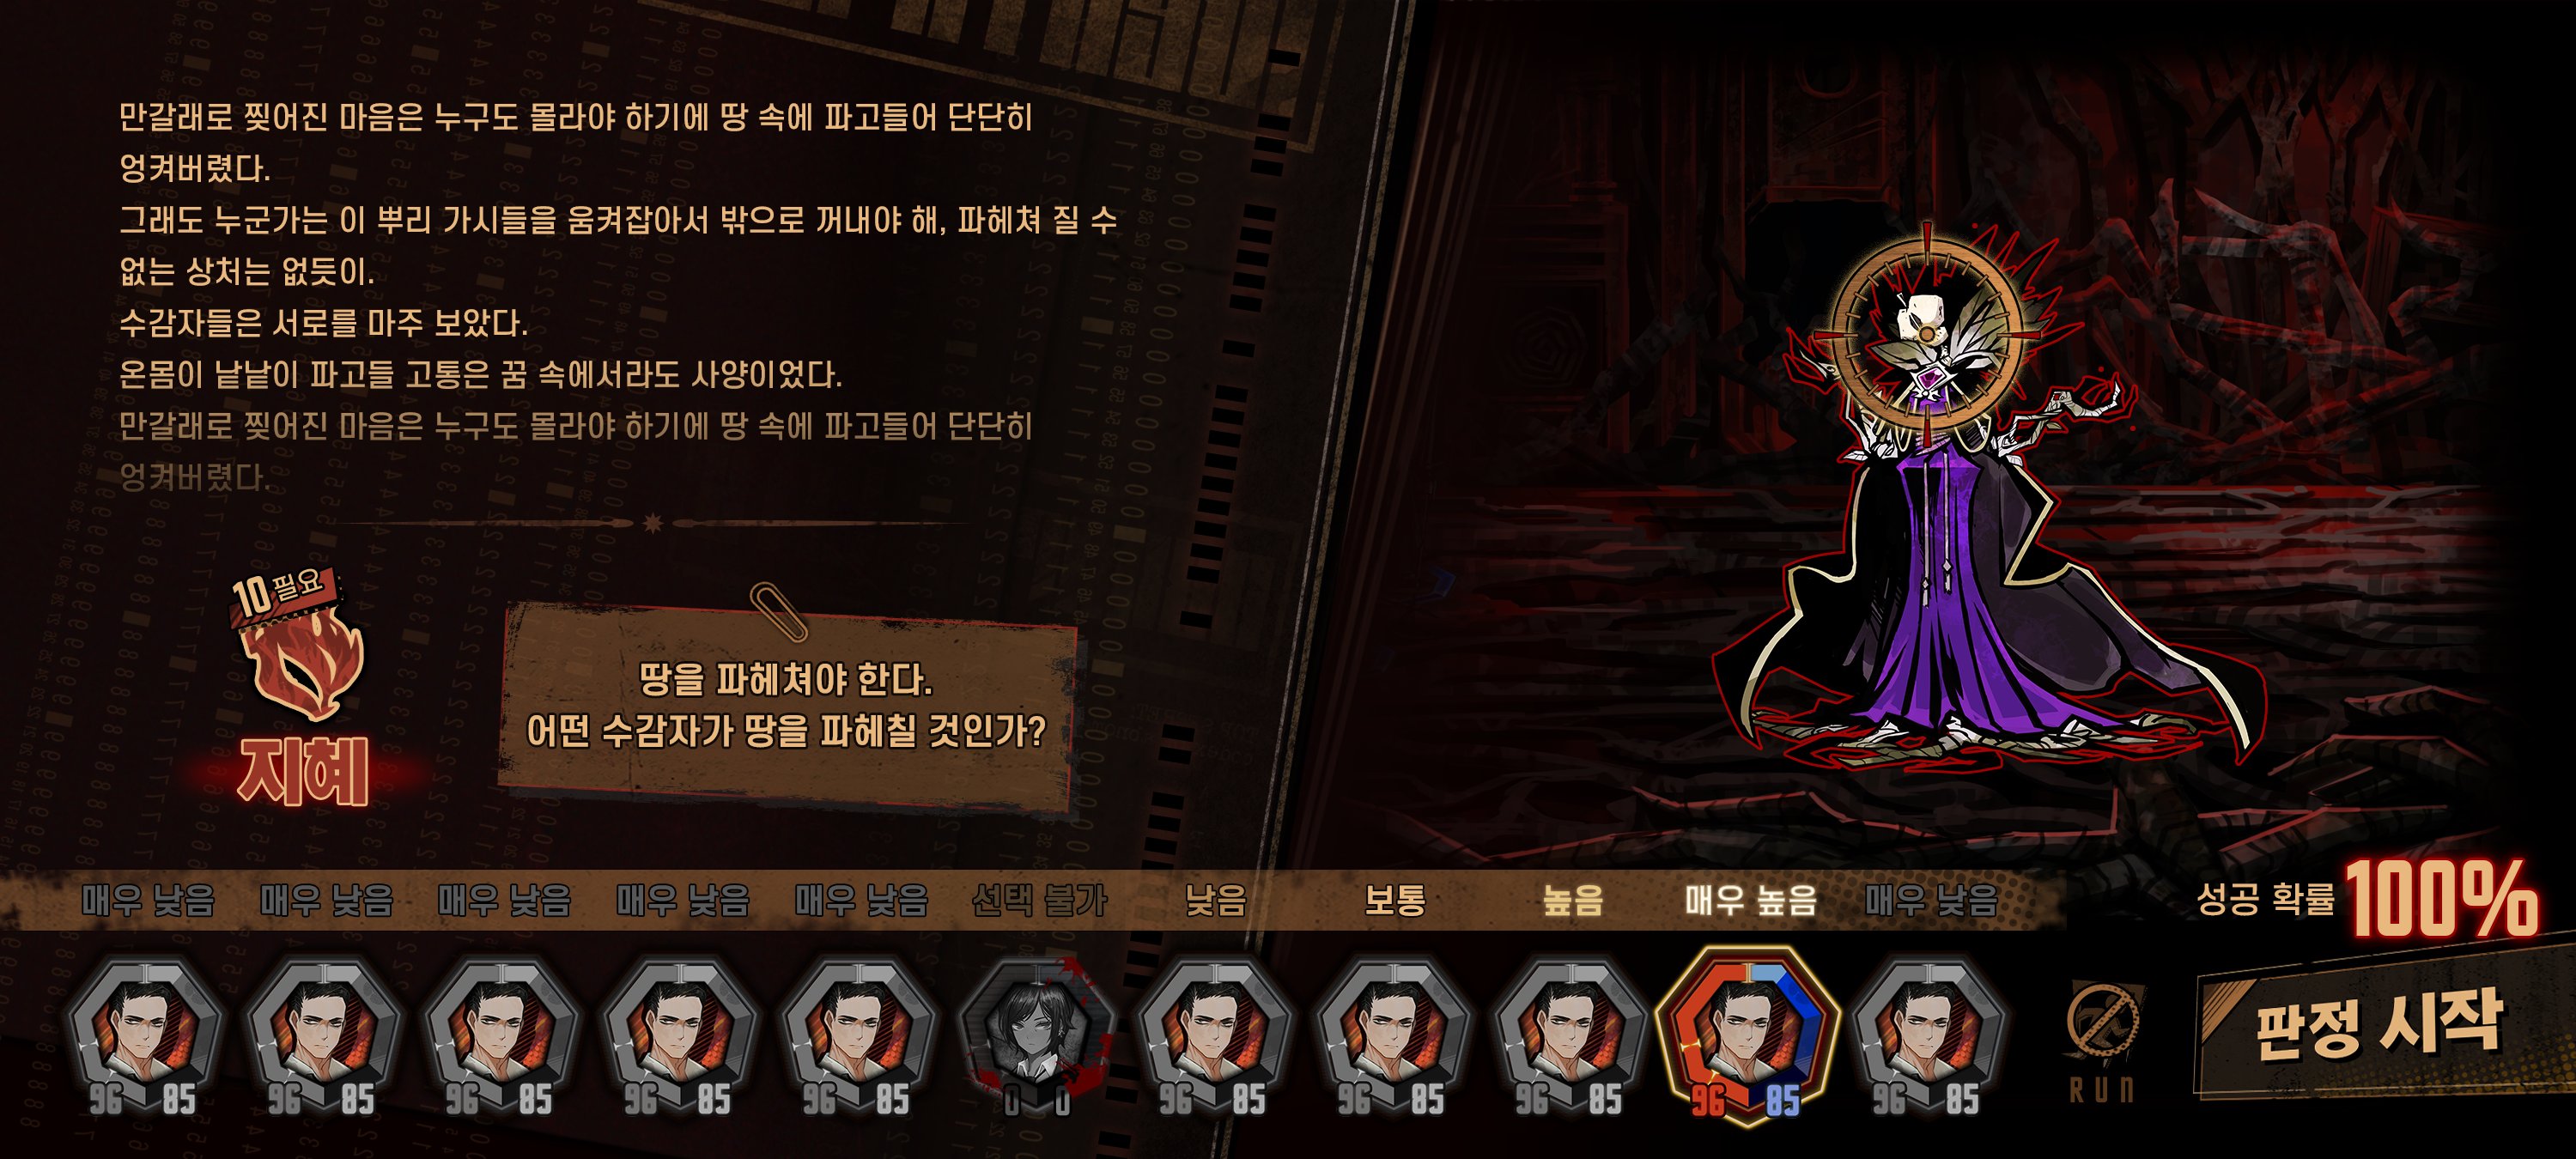 만갈래로 찢어진 마음은 누구도 몰라야 하기에 땅 속에 파고들어 단단히
엉켜버렸다.
그래도 누군가는 이 뿌리 가시들을 움켜잡아서 밖으로 꺼내야 해, 파헤쳐 질 수
없는 상처는 없듯이.
수감자들은 서로를 마주 보았다.
온몸이 낱낱이 파고들 고통은 꿈 속에서라도 사양이었다.
만갈래로 찢어진 마음은 누구도 몰라야 하기에 땅 속에 파고들어 단단히
엉켜버렸다.
10 필요
지혜
땅을 파헤쳐야 한다.
어떤 수감자가 땅을 파헤칠 것인가?
매우 낮음 매우 낮음 매우 낮음 매우 낮음 매우 낮음 선택 불가 낮음 보통 높음 매우 높음 매우 낮음
성공 확률 100%
96 85 96 85 96 85 96 85 96 85 0 0 96 85 96 85 96 85 96 85 96 85
RUN
판정 시작